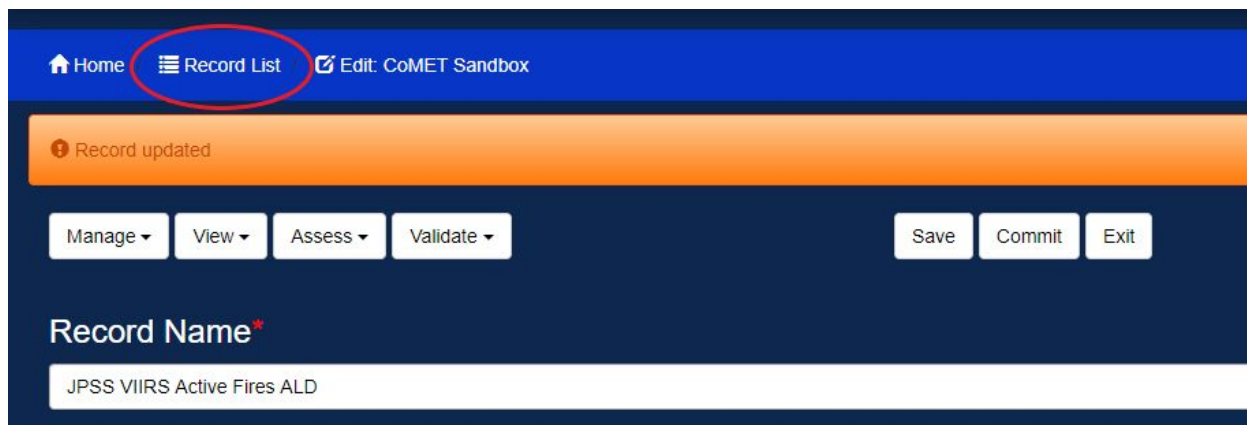 Home Record List Edit: CoMET Sandbox
Record updated
Manage View Assess Validate Save Commit Exit
Record Name*
JPSS VIIRS Active Fires ALD